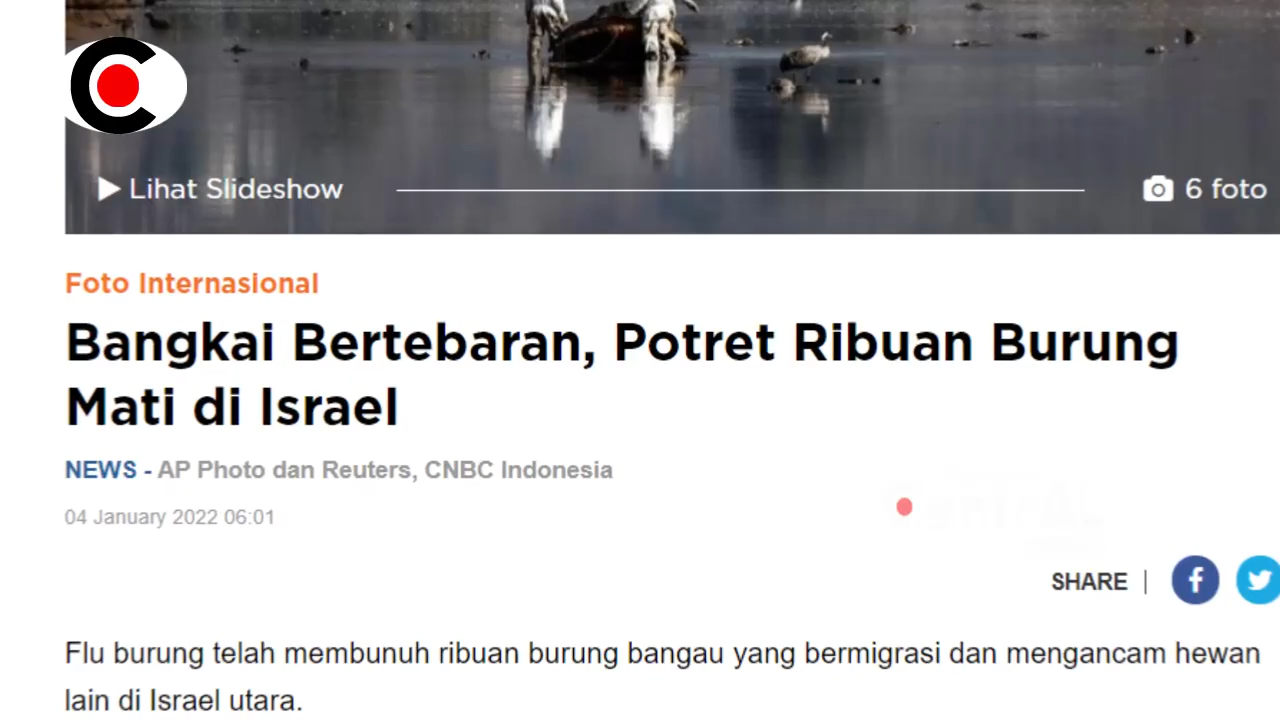 Lihat Slideshow
6 foto
Foto Internasional
Bangkai Bertebaran, Potret Ribuan Burung
Mati di Israel
NEWS - AP Photo dan Reuters, CNBC Indonesia
04 January 2022 06:01
SHARE |
Flu burung telah membunuh ribuan burung bangau yang bermigrasi dan mengancam hewan
lain di Israel utara.